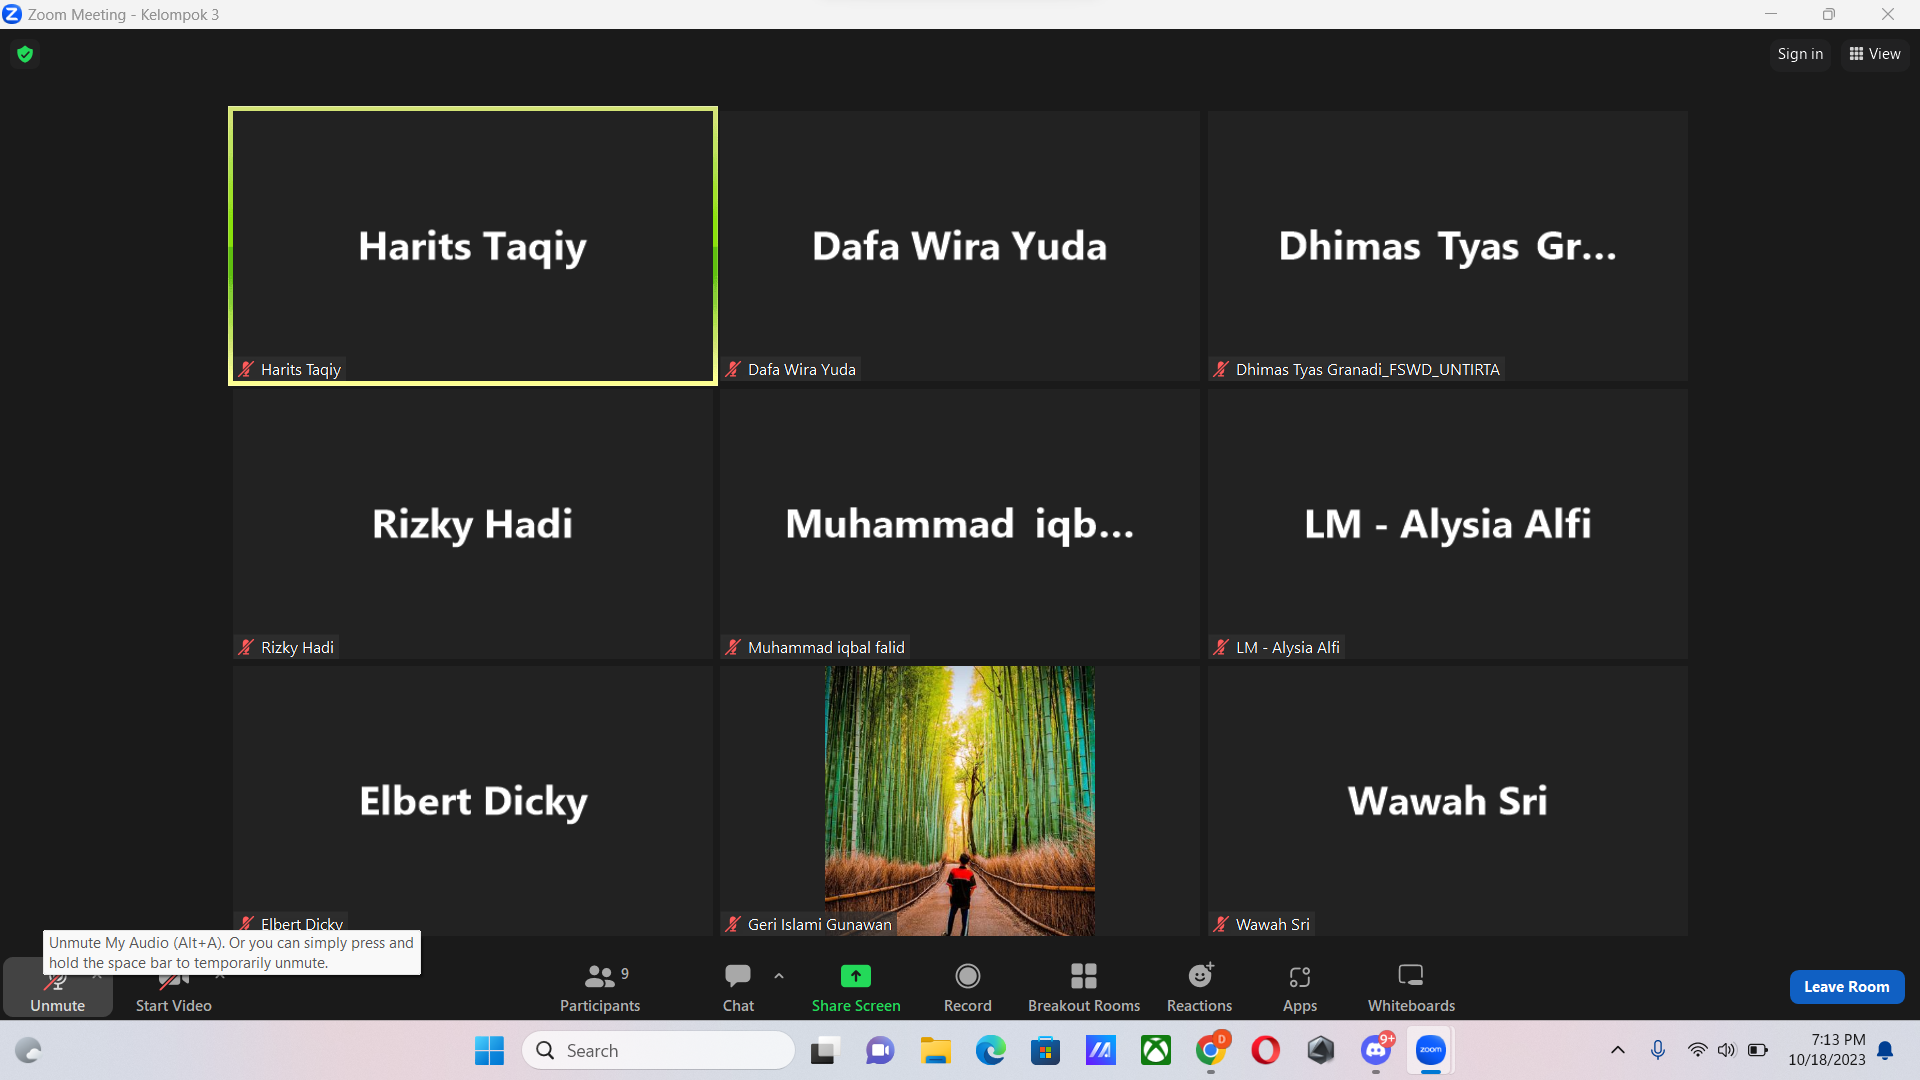 Zoom Meeting - Kelompok 3
Sign in
View
Harits Taqiy
Harits Taqiy
Dafa Wira Yuda
Dafa Wira Yuda
Dhimas Tyas Gr...
Dhimas Tyas Granadi_FSWD_UNTIRTA
Rizky Hadi
Rizky Hadi
Muhammad iqb...
Muhammad iqbal falid
LM - Alysia Alfi
LM - Alysia Alfi
Elbert Dicky
Elbert Dicky
Geri Islami Gunawan
Wawah Sri
Wawah Sri
Unmute My Audio (Alt+A). Or you can simply press and
hold the space bar to temporarily unmute.
Unmute
Start Video
9
Participants
Chat
Share Screen
Record
Breakout Rooms
Reactions
Apps
Whiteboards
Leave Room
Search
D
9+
zoom
7:13 PM
10/18/2023